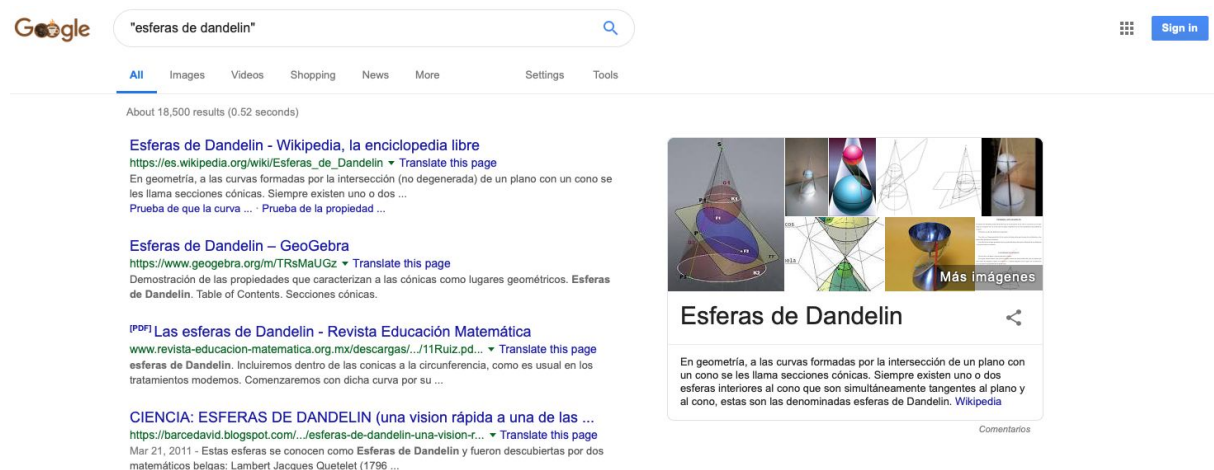 Google
"esferas de dandelin"
Sign in
All Images Videos Shopping News More Settings Tools
About 18,500 results (0.52 seconds)
Esferas de Dandelin - Wikipedia, la enciclopedia libre
https://es.wikipedia.org/wiki/Esferas_de_Dandelin ▾ Translate this page
En geometría, a las curvas formadas por la intersección (no degenerada) de un plano con un cono se
les llama secciones cónicas. Siempre existen uno o dos ...
Prueba de que la curva ... · Prueba de la propiedad ...
Esferas de Dandelin – GeoGebra
https://www.geogebra.org/m/TRsMaUGz ▾ Translate this page
Demostración de las propiedades que caracterizan a las cónicas como lugares geométricos. Esferas
de Dandelin. Table of Contents. Secciones cónicas.
[PDF] Las esferas de Dandelin - Revista Educación Matemática
www.revista-educacion-matematica.org.mx/descargas/.../11Ruiz.pd... ▾ Translate this page
esferas de Dandelin. Incluiremos dentro de las conicas a la circunferencia, como es usual en los
tratamientos modernos. Comenzaremos con dicha curva por su ...
CIENCIA: ESFERAS DE DANDELIN (una vision rápida a una de las ...
https://barcedavid.blogspot.com/.../esferas-de-dandelin-una-vision-r... ▾ Translate this page
Mar 21, 2011 - Estas esferas se conocen como Esferas de Dandelin y fueron descubiertas por dos
matemáticos belgas: Lambert Jacques Quetelet (1796 ...
Más imágenes
Esferas de Dandelin
En geometría, a las curvas formadas por la intersección de un plano con
un cono se les llama secciones cónicas. Siempre existen uno o dos
esferas interiores al cono que son simultáneamente tangentes al plano y
al cono, estas son las denominadas esferas de Dandelin. Wikipedia
Comentarios